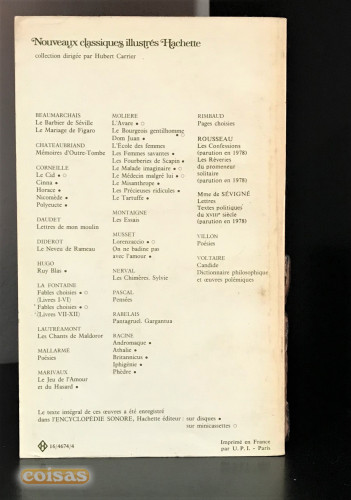 Nouveaux classiques illustrés Hachette
collection dirigée par Hubert Carrier
BEAUMARCHAIS
Le Barbier de Séville
Le Mariage de Figaro
CHATEAUBRIAND
Mémoires d'Outre-Tombe
CORNEILLE
Le Cid • ○
Cinna •
Horace •
Nicomède •
Polyeucte •
DAUDET
Lettres de mon moulin
DIDEROT
Le Neveu de Rameau
HUGO
Ruy Blas •
LA FONTAINE
Fables choisies • ○
(Livres I-VI)
Fables choisies • ○
(Livres VII-XII)
LAUTRÉAMONT
Les Chants de Maldoror
MALLARMÉ
Poésies
MARIVAUX
Le Jeu de l'Amour
et du Hasard •
MOLIÈRE
L'Avare • ○
Le Bourgeois gentilhomme
Dom Juan •
L'École des femmes
Les Femmes savantes •
Les Fourberies de Scapin •
Le Malade imaginaire • ○
Le Médecin malgré lui • ○
Le Misanthrope •
Les Précieuses ridicules •
Le Tartuffe •
MONTAIGNE
Les Essais
MUSSET
Lorenzaccio • ○
On ne badine pas
avec l'amour •
NERVAL
Les Chimères, Sylvie
PASCAL
Pensées
RABELAIS
Pantagruel, Gargantua
RACINE
Andromaque •
Athalie •
Britannicus •
Iphigénie •
Phèdre •
RIMBAUD
Pages choisies
ROUSSEAU
Les Confessions
(parution en 1978)
Les Rêveries
du promeneur
solitaire
(parution en 1978)
Mme de SÉVIGNÉ
Lettres
Textes politiques
du XVIIIe siècle
(parution en 1978)
VILLON
Poésies
VOLTAIRE
Candide
Dictionnaire philosophique
et œuvres polémiques
Le texte intégral de ces œuvres a été enregistré
dans l'ENCYCLOPÉDIE SONORE, Hachette éditeur : sur disques •
sur minicassettes ○
16/4674/4
Imprimé en France
par U.P.I. - Paris
coisas